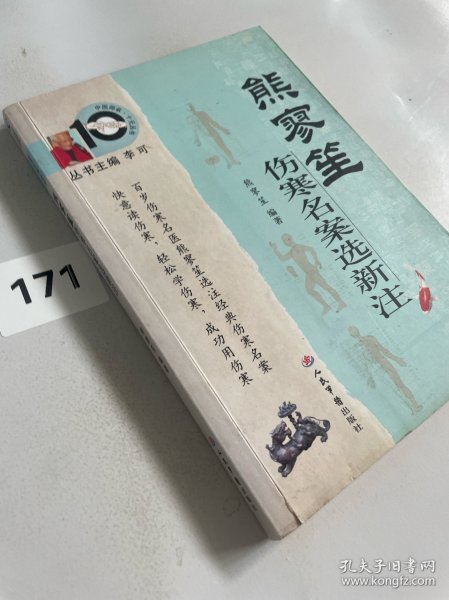 熊寥笙
伤寒名案选新注
熊寥笙 编著
10
丛书主编 李可
百岁伤寒名医熊寥笙选注经典伤寒名案
快意读伤寒，轻松学伤寒，成功用伤寒
人民军医出版社
171
孔夫子旧书网
www.kongfz.com